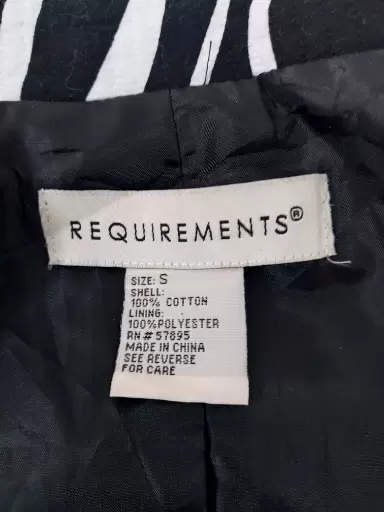 REQUIREMENTS®
SIZE: S
SHELL:
100% COTTON
LINING:
100%POLYESTER
RN # 57895
MADE IN CHINA
SEE REVERSE
FOR CARE